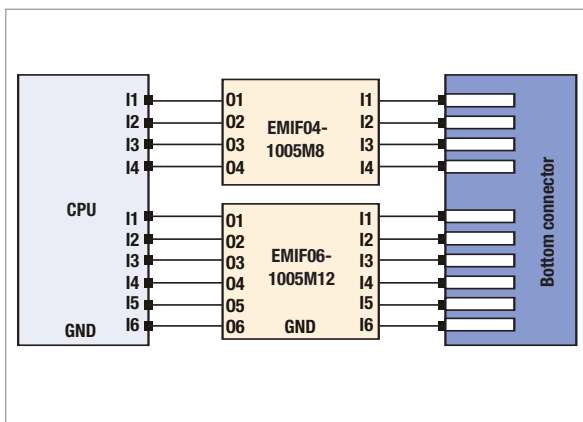 I1 O1 I1
I2 O2 I2
I3 O3 I3
I4 O4 I4
EMIF04-
1005M8
CPU
I1 O1 I1
I2 O2 I2
I3 O3 I3
I4 O4 I4
I5 O5 I5
I6 O6 I6
EMIF06-
1005M12
GND
GND
Bottom connector